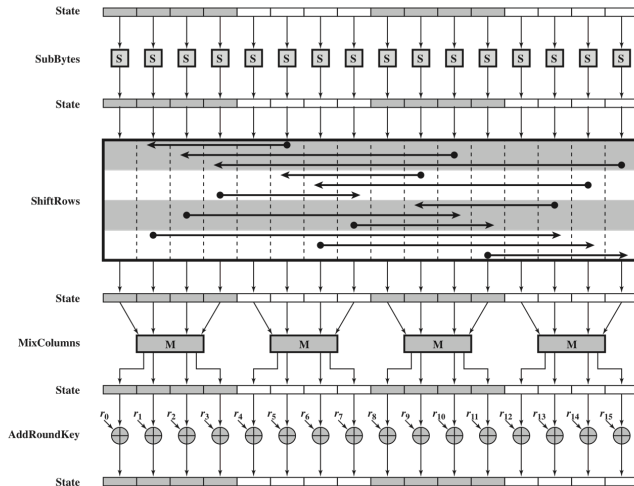 State
SubBytes S S S S S S S S S S S S S S S S
State
ShiftRows
State
MixColumns M M M M
State
r0 r1 r2 r3 r4 r5 r6 r7 r8 r9 r10 r11 r12 r13 r14 r15
AddRoundKey
State